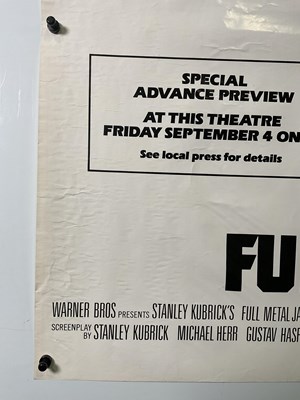 SPECIAL
ADVANCE PREVIEW
AT THIS THEATRE
FRIDAY SEPTEMBER 4 ON
See local press for details
FU
WARNER BROS PRESENTS STANLEY KUBRICK'S FULL METAL JA
SCREENPLAY BY STANLEY KUBRICK MICHAEL HERR GUSTAV HASF